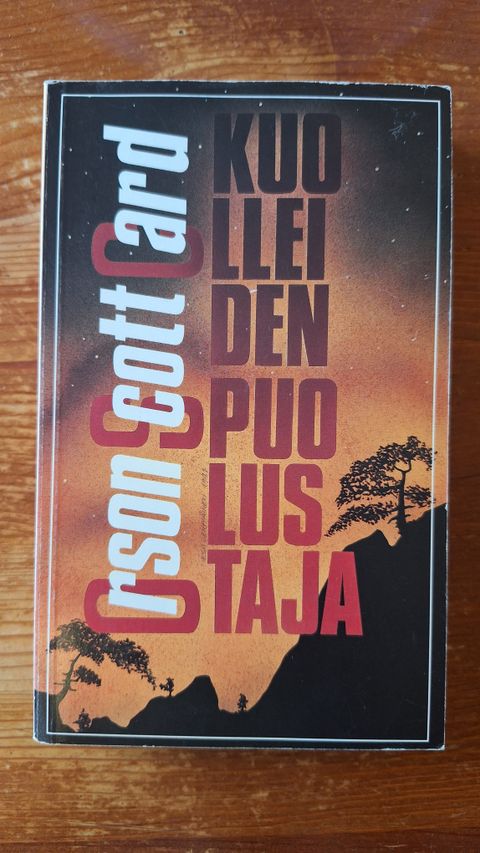 Orson Scott Card
KUO
LLEI
DEN
PUO
LUS
TAJA